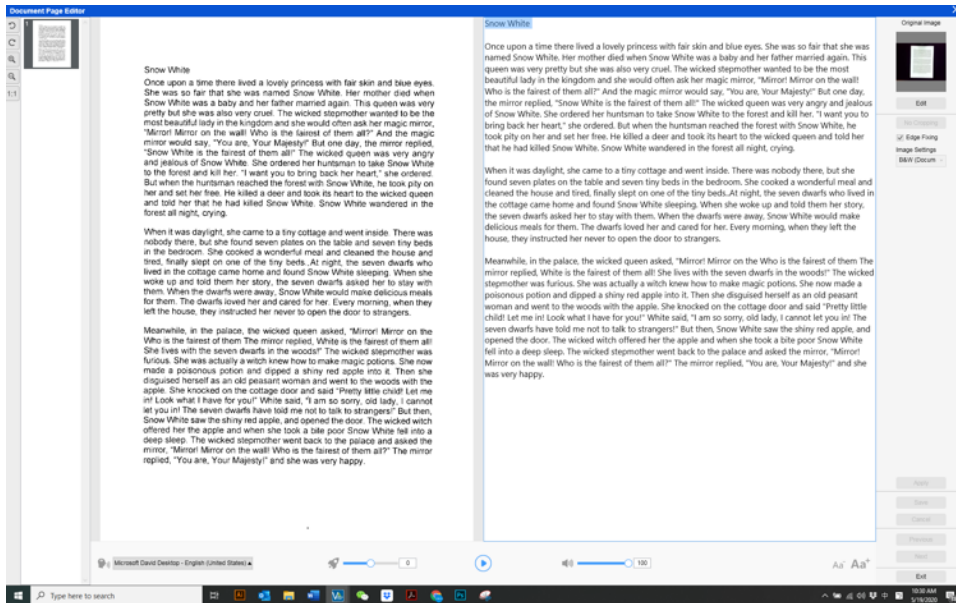 Document Page Editor
1
1:1
Snow White
Once upon a time there lived a lovely princess with fair skin and blue eyes.
She was so fair that she was named Snow White. Her mother died when
Snow White was a baby and her father married again. This queen was very
pretty but she was also very cruel. The wicked stepmother wanted to be the
most beautiful lady in the kingdom and she would often ask her magic mirror,
"Mirror! Mirror on the wall! Who is the fairest of them all?" And the magic
mirror would say, "You are, Your Majesty!" But one day, the mirror replied,
"Snow White is the fairest of them all!" The wicked queen was very angry
and jealous of Snow White. She ordered her huntsman to take Snow White
to the forest and kill her. "I want you to bring back her heart," she ordered.
But when the huntsman reached the forest with Snow White, he took pity on
her and set her free. He killed a deer and took its heart to the wicked queen
and told her that he had killed Snow White. Snow White wandered in the
forest all night, crying.
When it was daylight, she came to a tiny cottage and went inside. There was
nobody there, but she found seven plates on the table and seven tiny beds
in the bedroom. She cooked a wonderful meal and cleaned the house and
tired, finally slept on one of the tiny beds..At night, the seven dwarfs who
lived in the cottage came home and found Snow White sleeping. When she
woke up and told them her story, the seven dwarfs asked her to stay with
them. When the dwarfs were away, Snow White would make delicious meals
for them. The dwarfs loved her and cared for her. Every morning, when they
left the house, they instructed her never to open the door to strangers.
Meanwhile, in the palace, the wicked queen asked, "Mirror! Mirror on the
Who is the fairest of them The mirror replied, White is the fairest of them all!
She lives with the seven dwarfs in the woods!" The wicked stepmother was
furious. She was actually a witch knew how to make magic potions. She now
made a poisonous potion and dipped a shiny red apple into it. Then she
disguised herself as an old peasant woman and went to the woods with the
apple. She knocked on the cottage door and said "Pretty little child! Let me
in! Look what I have for you!" White said, "I am so sorry, old lady, I cannot
let you in! The seven dwarfs have told me not to talk to strangers!" But then,
Snow White saw the shiny red apple, and opened the door. The wicked witch
offered her the apple and when she took a bite poor Snow White fell into a
deep sleep. The wicked stepmother went back to the palace and asked the
mirror, "Mirror! Mirror on the wall! Who is the fairest of them all?" The mirror
replied, "You are, Your Majesty!" and she was very happy.
Snow White
Once upon a time there lived a lovely princess with fair skin and blue eyes. She was so fair that she was
named Snow White. Her mother died when Snow White was a baby and her father married again. This
queen was very pretty but she was also very cruel. The wicked stepmother wanted to be the most
beautiful lady in the kingdom and she would often ask her magic mirror, "Mirror! Mirror on the wall!
Who is the fairest of them all?" And the magic mirror would say, "You are, Your Majesty!" But one day,
the mirror replied, "Snow White is the fairest of them all!" The wicked queen was very angry and jealous
of Snow White. She ordered her huntsman to take Snow White to the forest and kill her. "I want you to
bring back her heart," she ordered. But when the huntsman reached the forest with Snow White, he
took pity on her and set her free. He killed a deer and took its heart to the wicked queen and told her
that he had killed Snow White. Snow White wandered in the forest all night, crying.
When it was daylight, she came to a tiny cottage and went inside. There was nobody there, but she
found seven plates on the table and seven tiny beds in the bedroom. She cooked a wonderful meal and
cleaned the house and tired, finally slept on one of the tiny beds..At night, the seven dwarfs who lived in
the cottage came home and found Snow White sleeping. When she woke up and told them her story,
the seven dwarfs asked her to stay with them. When the dwarfs were away, Snow White would make
delicious meals for them. The dwarfs loved her and cared for her. Every morning, when they left the
house, they instructed her never to open the door to strangers.
Meanwhile, in the palace, the wicked queen asked, "Mirror! Mirror on the Who is the fairest of them The
mirror replied, White is the fairest of them all! She lives with the seven dwarfs in the woods!" The wicked
stepmother was furious. She was actually a witch knew how to make magic potions. She now made a
poisonous potion and dipped a shiny red apple into it. Then she disguised herself as an old peasant
woman and went to the woods with the apple. She knocked on the cottage door and said "Pretty little
child! Let me in! Look what I have for you!" White said, "I am so sorry, old lady, I cannot let you in! The
seven dwarfs have told me not to talk to strangers!" But then, Snow White saw the shiny red apple, and
opened the door. The wicked witch offered her the apple and when she took a bite poor Snow White
fell into a deep sleep. The wicked stepmother went back to the palace and asked the mirror, "Mirror!
Mirror on the wall! Who is the fairest of them all?" The mirror replied, "You are, Your Majesty!" and she
was very happy.
Original Image
Edit
No Cropping
Edge Fixing
Image Settings
B&W (Docum
Apply
Save
Cancel
Previous
Next
Exit
Microsoft David Desktop - English (United States)
0
100
Aa- Aa+
Type here to search
10:30 AM
5/19/2020